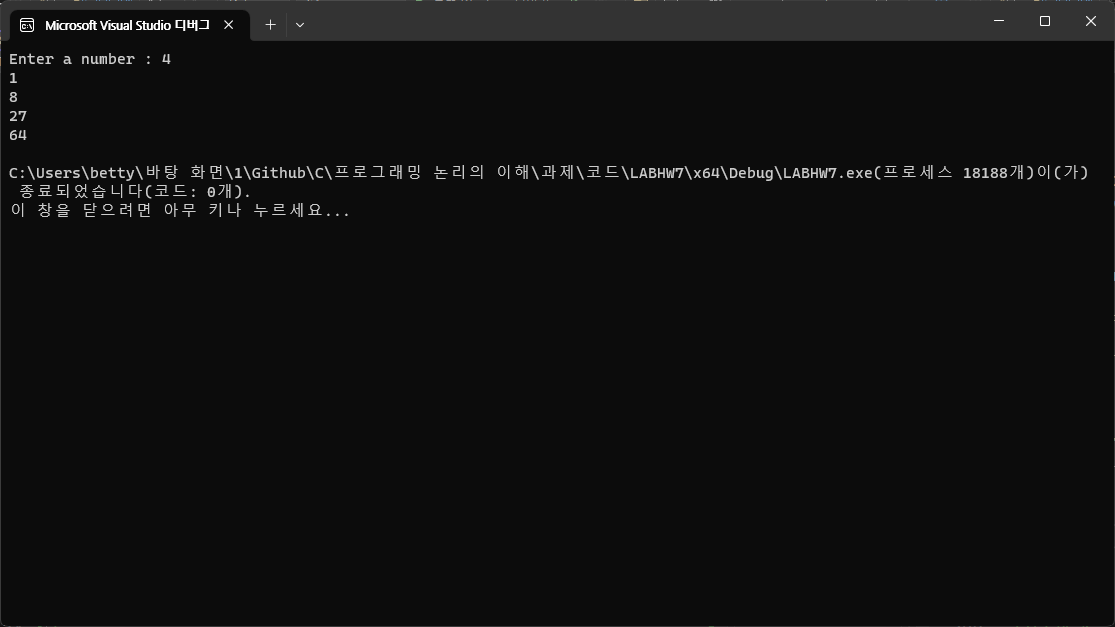 Microsoft Visual Studio 디버그
Enter a number : 4
1
8
27
64
C:\Users\betty\바탕 화면\1\Github\C\프로그래밍 논리의 이해\과제\코드\LABHW7\x64\Debug\LABHW7.exe(프로세스 18188개)이(가)
종료되었습니다(코드: 0개).
이 창을 닫으려면 아무 키나 누르세요...